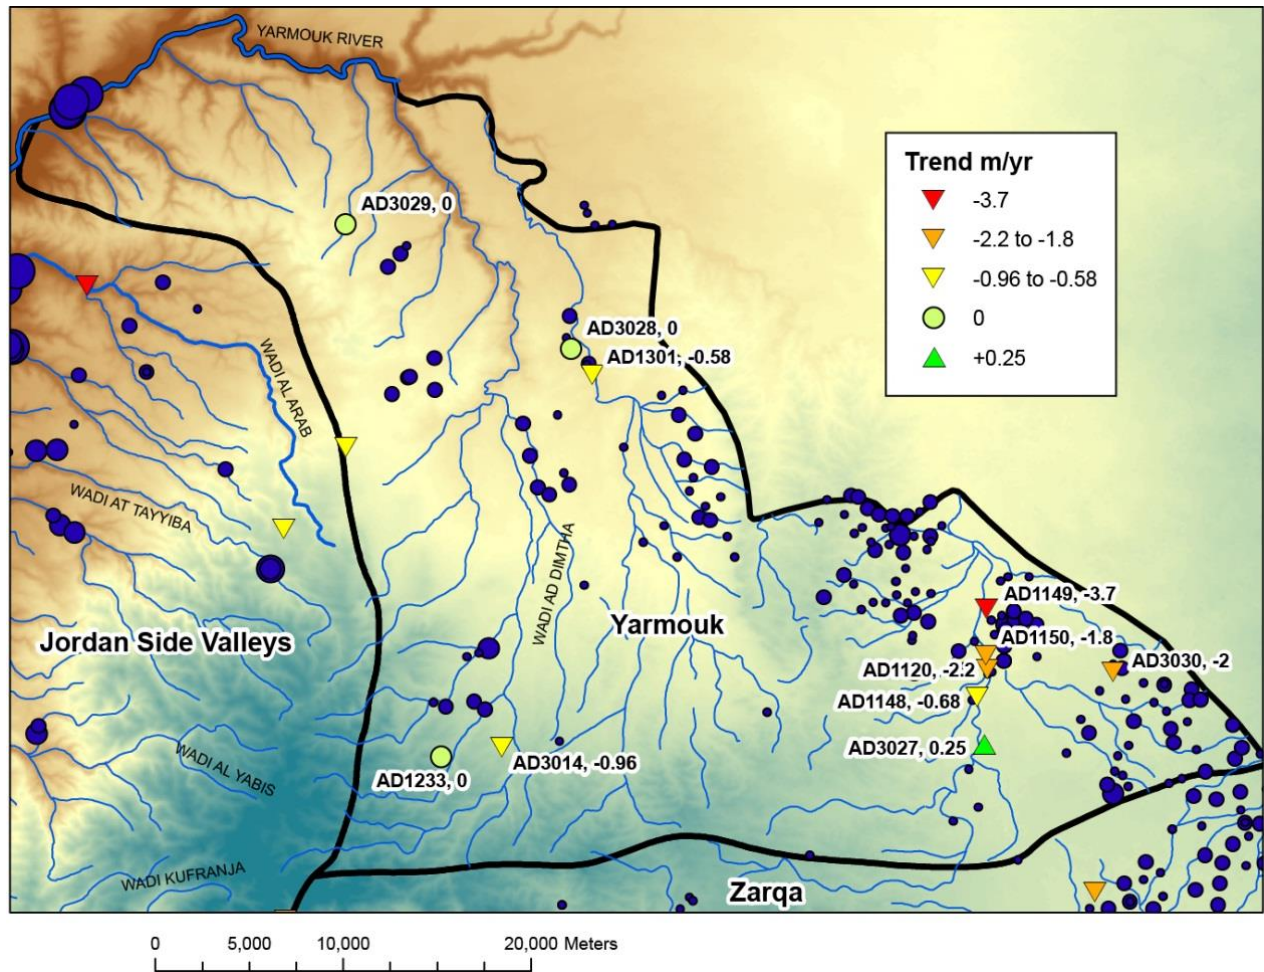 YARMOUK RIVER
Trend m/yr
-3.7
-2.2 to -1.8
-0.96 to -0.58
0
+0.25
AD3029, 0
AD3028, 0
AD1301, -0.58
WADI AL ARAB
WADI AT TAYYIBA
WADI AD DIMTHA
AD1149, -3.7
Yarmouk
AD1150, -1.8
Jordan Side Valleys
AD3030, -2
AD1120, -2.2
AD1148, -0.68
AD3027, 0.25
AD3014, -0.96
AD1233, 0
WADI AL YABIS
WADI KUFRANJA
Zarqa
0 5,000 10,000 20,000 Meters